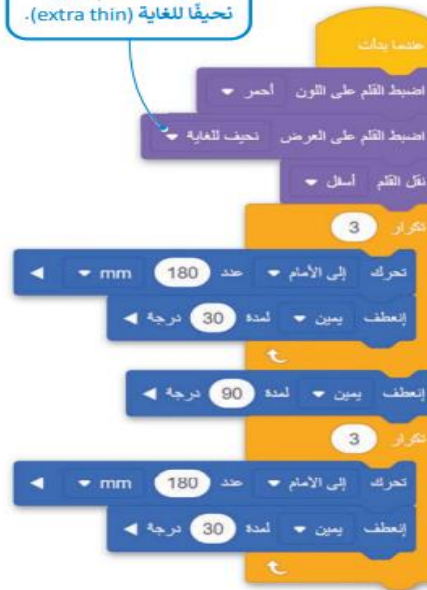 نحيفًا للغاية (extra thin).
عندما بدأت
اضبط القلم على اللون أحمر
اضبط القلم على العرض نحيف للغاية
نقل القلم أسفل
تكرار 3
تحرك إلى الأمام عدد 180 mm
إنعطف يمين لمدة 30 درجة
إنعطف يمين لمدة 90 درجة
تكرار 3
تحرك إلى الأمام عدد 180 mm
إنعطف يمين لمدة 30 درجة